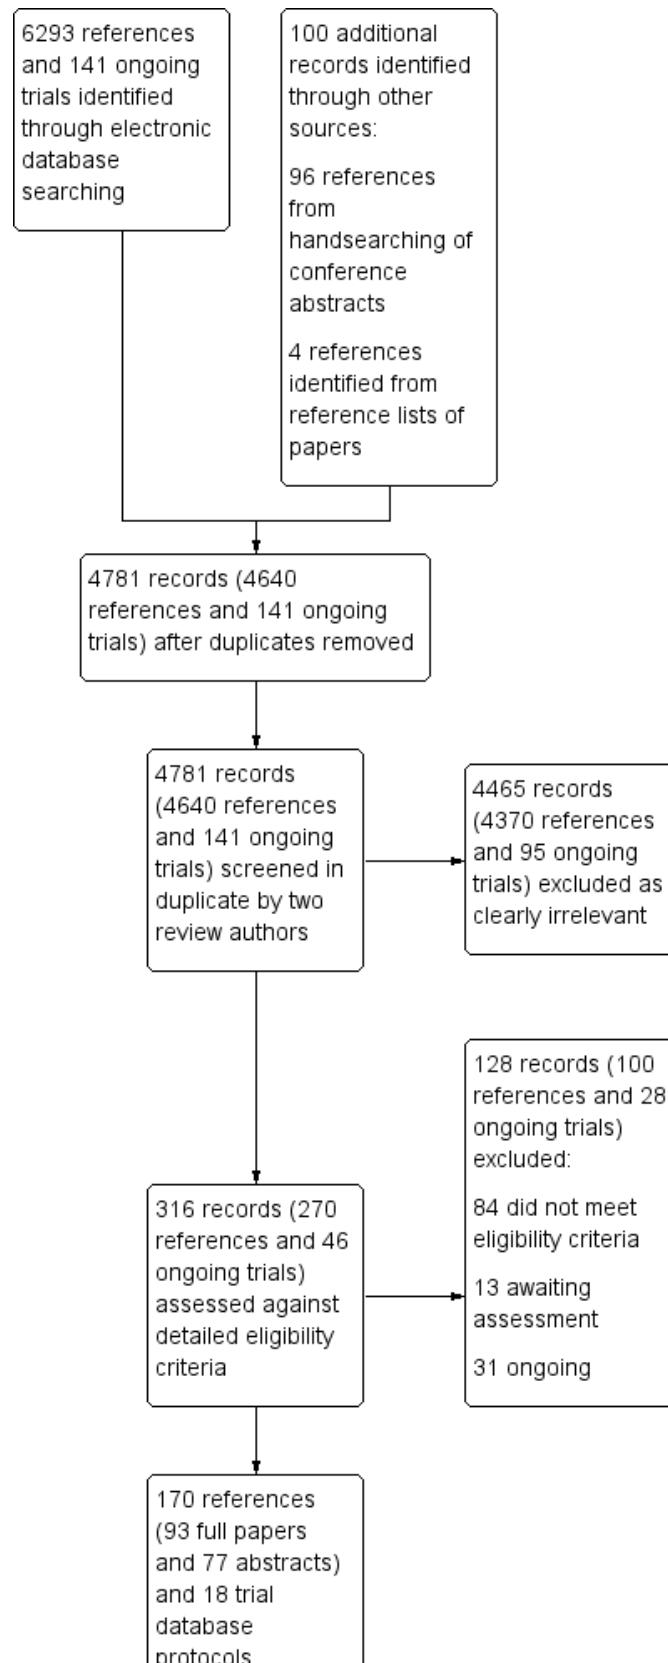 6293 references
and 141 ongoing
trials identified
through electronic
database
searching
100 additional
records identified
through other
sources:
96 references
from
handsearching of
conference
abstracts
4 references
identified from
reference lists of
papers
4781 records (4640
references and 141 ongoing
trials) after duplicates removed
4781 records
(4640 references
and 141 ongoing
trials) screened in
duplicate by two
review authors
4465 records
(4370 references
and 95 ongoing
trials) excluded as
clearly irrelevant
128 records (100
references and 28
ongoing trials)
excluded:
84 did not meet
eligibility criteria
13 awaiting
assessment
31 ongoing
316 records (270
references and 46
ongoing trials)
assessed against
detailed eligibility
criteria
170 references
(93 full papers
and 77 abstracts)
and 18 trial
database
protocols